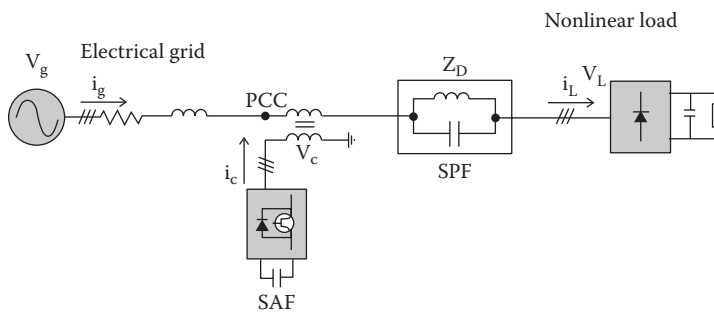 Nonlinear load
Electrical grid
V_g
i_g
PCC
Z_D
i_L
V_L
V_c
i_c
SPF
SAF